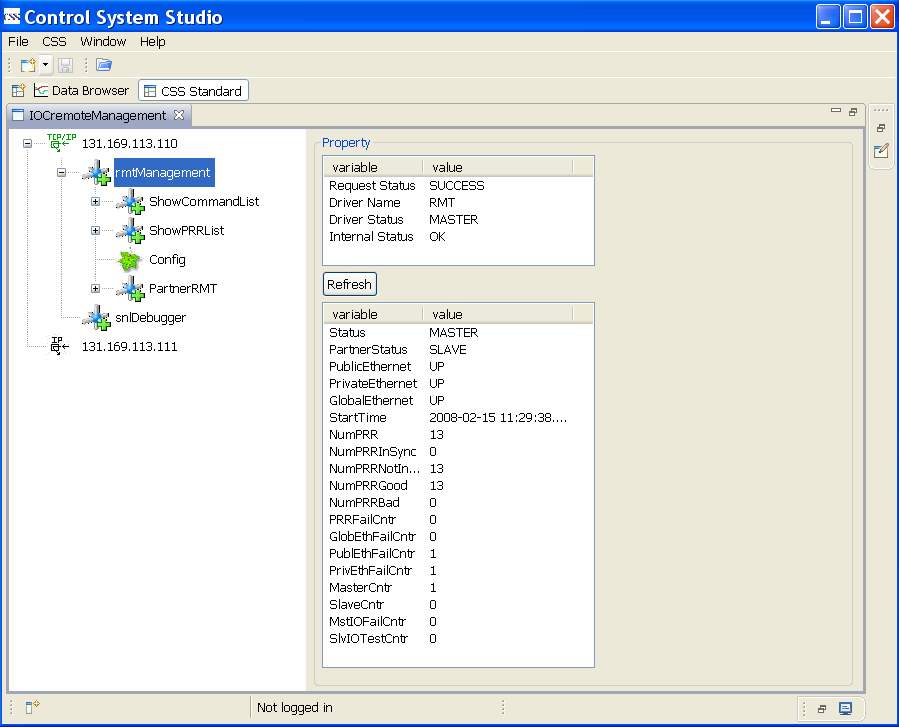 CSS Control System Studio
File CSS Window Help
Data Browser CSS Standard
IOCremoteManagement
TCP/IP 131.169.113.110
rmtManagement
ShowCommandList
ShowPRRList
Config
PartnerRMT
snlDebugger
IP 131.169.113.111
Property
variable value
Request Status SUCCESS
Driver Name RMT
Driver Status MASTER
Internal Status OK
Refresh
variable value
Status MASTER
PartnerStatus SLAVE
PublicEthernet UP
PrivateEthernet UP
GlobalEthernet UP
StartTime 2008-02-15 11:29:38....
NumPRR 13
NumPRRInSync 0
NumPRRNotIn... 13
NumPRRGood 13
NumPRRBad 0
PRRFailCntr 0
GlobEthFailCntr 0
PublEthFailCntr 1
PrivEthFailCntr 1
MasterCntr 1
SlaveCntr 0
MstIOFailCntr 0
SlvIOTestCntr 0
Not logged in